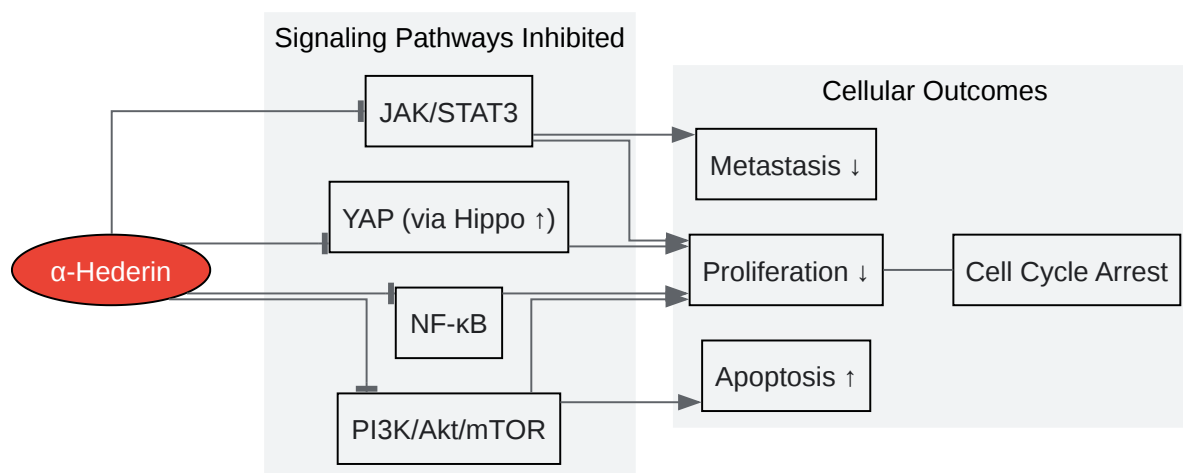 Signaling Pathways Inhibited
JAK/STAT3
YAP (via Hippo ↑)
α-Hederin
NF-κB
PI3K/Akt/mTOR
Cellular Outcomes
Metastasis ↓
Proliferation ↓
Cell Cycle Arrest
Apoptosis ↑